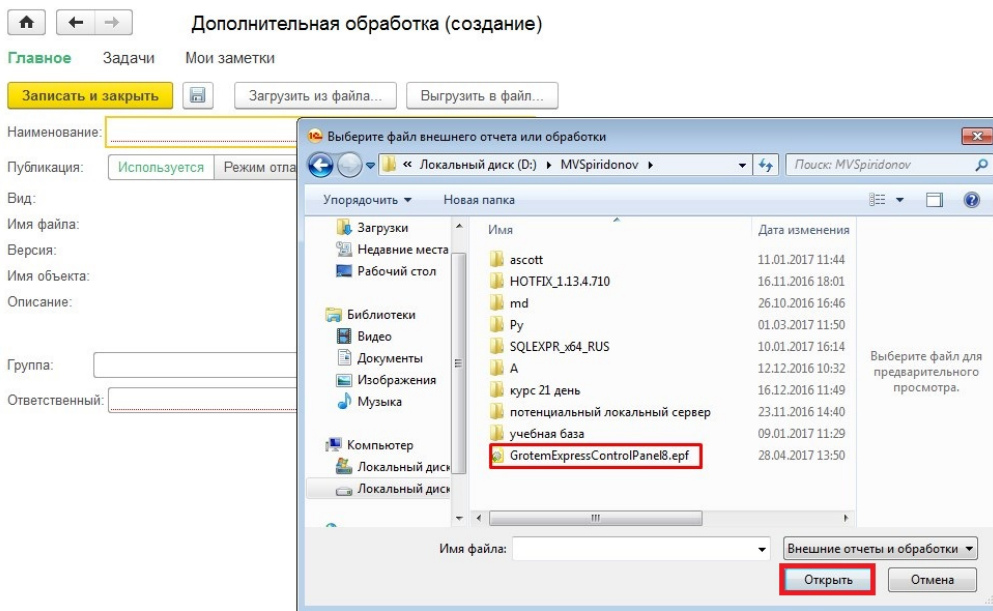 Дополнительная обработка (создание)
Главное Задачи Мои заметки
Записать и закрыть Загрузить из файла... Выгрузить в файл...
Наименование:
Публикация: Используется Режим отла
Вид:
Имя файла:
Версия:
Имя объекта:
Описание:
Группа:
Ответственный:
Выберите файл внешнего отчета или обработки
« Локальный диск (D:) MVSpiridonov Поиск: MVSpiridonov
Упорядочить Новая папка
Загрузки
Недавние места
Рабочий стол
Библиотеки
Видео
Документы
Изображения
Музыка
Компьютер
Локальный диск
Локальный диск
Имя Дата изменения
ascott 11.01.2017 11:44
HOTFIX_1.13.4.710 16.11.2016 18:01
md 26.10.2016 16:46
Py 01.03.2017 11:50
SQLEXPR_x64_RUS 10.01.2017 16:14
А 12.12.2016 10:32
курс 21 день 16.12.2016 11:49
потенциальный локальный сервер 23.11.2016 14:40
учебная база 09.01.2017 11:29
GrotemExpressControlPanel8.epf 28.04.2017 13:50
Выберите файл для
предварительного
просмотра.
Имя файла: Внешние отчеты и обработки
Открыть Отмена